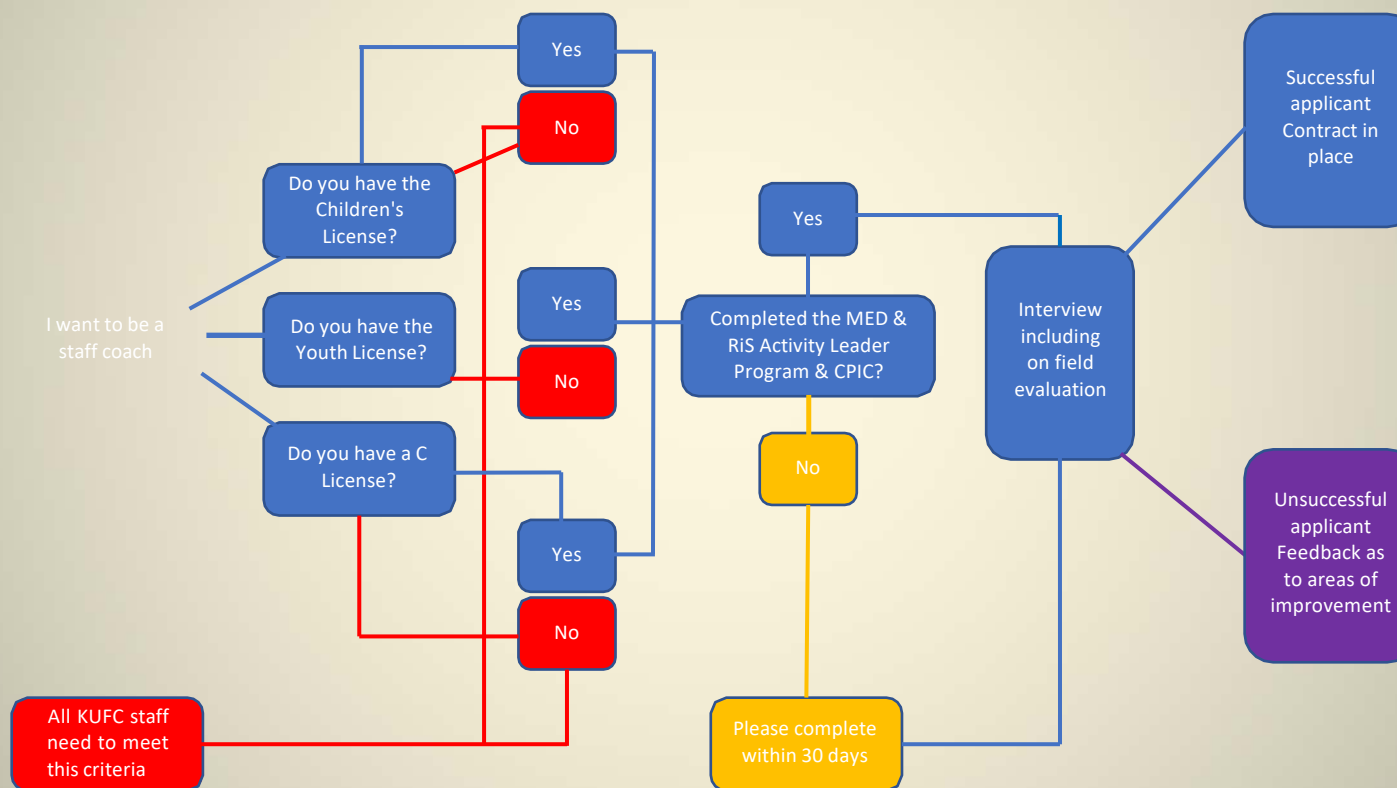 I want to be a
staff coach
Do you have the
Children's
License?
Yes
No
Do you have the
Youth License?
Yes
No
Do you have a C
License?
Yes
No
All KUFC staff
need to meet
this criteria
Yes
Completed the MED &
RiS Activity Leader
Program & CPIC?
No
Please complete
within 30 days
Interview
including
on field
evaluation
Successful
applicant
Contract in
place
Unsuccessful
applicant
Feedback as
to areas of
improvement